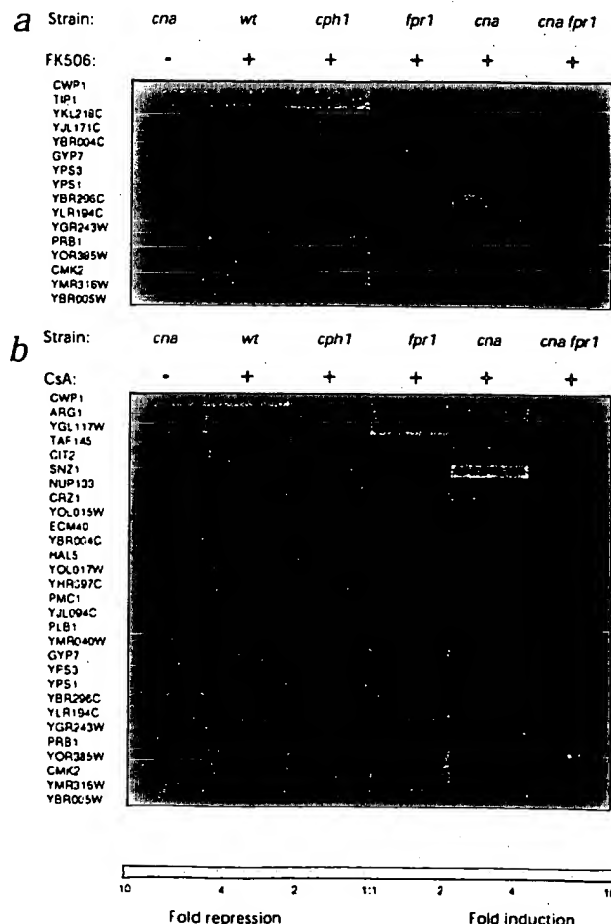 a Strain: cna wt cph1 fpr1 cna cna fpr1
FK506: - + + + + +
CWP1
TIP1
YKL218C
YJL171C
YBR004C
GYP7
YPS3
YPS1
YBR296C
YLR194C
YGR243W
PRB1
YOR385W
CMK2
YMR316W
YBR005W
b Strain: cna wt cph1 fpr1 cna cna fpr1
CsA: - + + + + +
CWP1
ARG1
YGL117W
TAF145
CIT2
SNZ1
NUP133
CRZ1
YOL015W
ECM40
YBR004C
HAL5
YOL017W
YHR097C
PMC1
YJL094C
PLB1
YMR040W
GYP7
YPS3
YPS1
YBR296C
YLR194C
YGR243W
PRB1
YOR385W
CMK2
YMR316W
YBR005W
10 4 2 1:1 2 4 10
Fold repression Fold induction